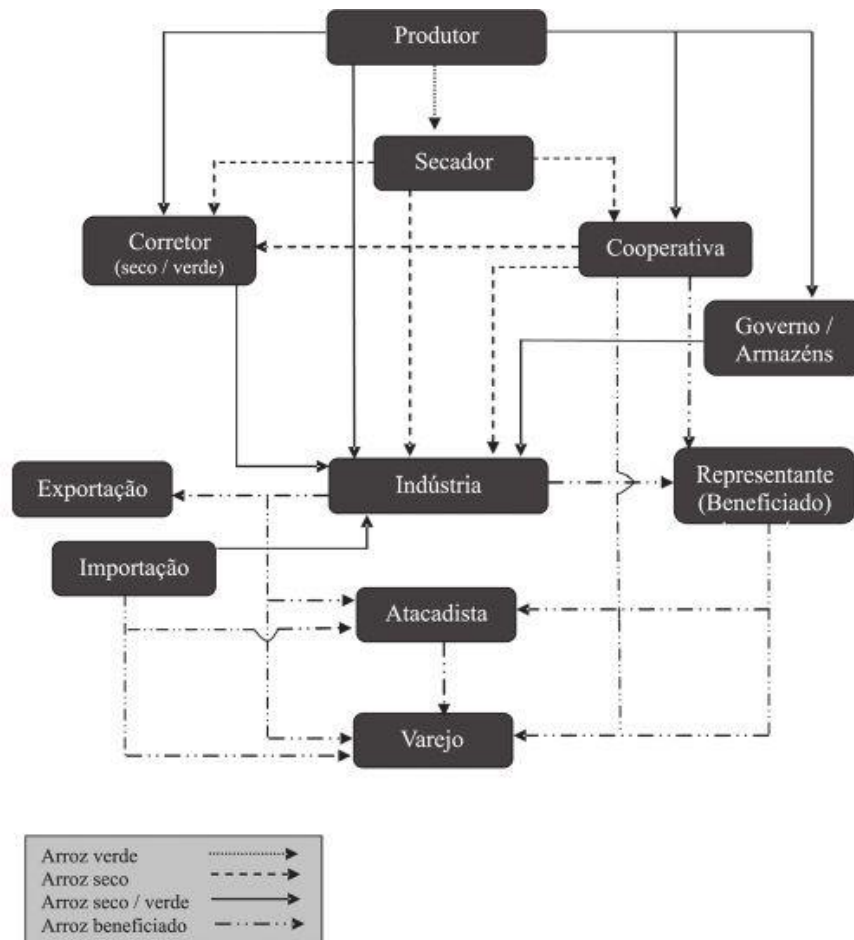 Produtor
Secador
Corretor
(seco / verde)
Cooperativa
Governo /
Armazéns
Exportação
Indústria
Representante
(Beneficiado)
Importação
Atacadista
Varejo
Arroz verde
Arroz seco
Arroz seco / verde
Arroz beneficiado